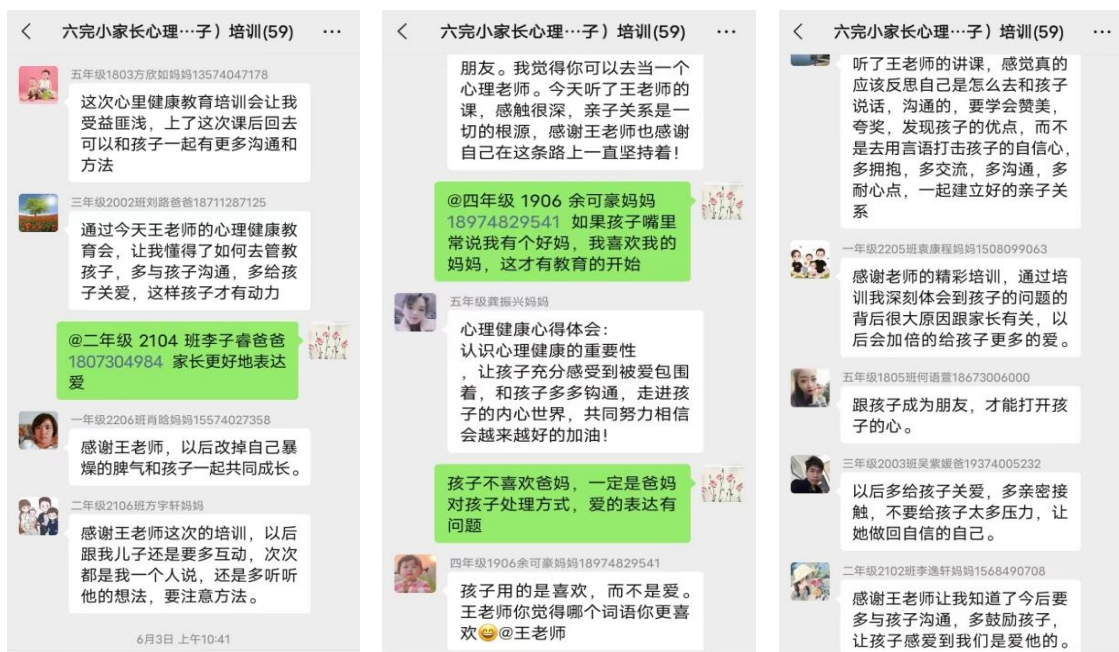 六完小家长心理…子）培训(59)
五年级1803方欣如妈妈13574047178
这次心里健康教育培训会让我
受益匪浅，上了这次课后回去
可以和孩子一起有更多沟通和
方法
三年级2002班刘路爸爸18711287125
通过今天王老师的心理健康教
育会，让我懂得了如何去管教
孩子，多与孩子沟通，多给孩
子关爱，这样孩子才有动力
@二年级 2104 班李子睿爸爸
1807304984 家长更好地表达
爱
一年级2206班肖晗妈妈15574027358
感谢王老师，以后改掉自己暴
燥的脾气和孩子一起共同成长。
二年级2106班方宇轩妈妈
感谢王老师这次的培训，以后
跟我儿子还是要多互动，次次
都是我一个人说，还是多听听
他的想法，要注意方法。
6月3日 上午10:41
六完小家长心理…子）培训(59)
朋友。我觉得你可以去当一个
心理老师。今天听了王老师的
课，感触很深，亲子关系是一
切的根源，感谢王老师也感谢
自己在这条路上一直坚持着！
@四年级 1906 余可豪妈妈
18974829541 如果孩子嘴里
常说我有个好妈，我喜欢我的
妈妈，这才有教育的开始
五年级龚振兴妈妈
心理健康心得体会：
认识心理健康的重要性
，让孩子充分感受到被爱包围
着，和孩子多多钩通，走进孩
子的内心世界，共同努力相信
会越来越好的加油！
孩子不喜欢爸妈，一定是爸妈
对孩子处理方式，爱的表达有
问题
四年级1906余可豪妈妈18974829541
孩子用的是喜欢，而不是爱。
王老师你觉得哪个词语你更喜
欢😄@王老师
六完小家长心理…子）培训(59)
听了王老师的讲课，感觉真的
应该反思自己是怎么去和孩子
说话，沟通的，要学会赞美，
夸奖，发现孩子的优点，而不
是去用言语打击孩子的自信心，
多拥抱，多交流，多沟通，多
耐心点，一起建立好的亲子关
系
一年级2205班袁康程妈妈1508099063
感谢老师的精彩培训，通过培
训我深刻体会到孩子的问题的
背后很大原因跟家长有关，以
后会加倍的给孩子更多的爱。
五年级1805班何语萱18673006000
跟孩子成为朋友，才能打开孩
子的心。
三年级2003班吴紫媛爸19374005232
以后多给孩子关爱，多亲密接
触，不要给孩子太多压力，让
她做回自信的自己。
二年级2102班李逸轩妈妈1568490708
感谢王老师让我知道了今后要
多与孩子沟通，多鼓励孩子，
让孩子感爱到我们是爱他的。